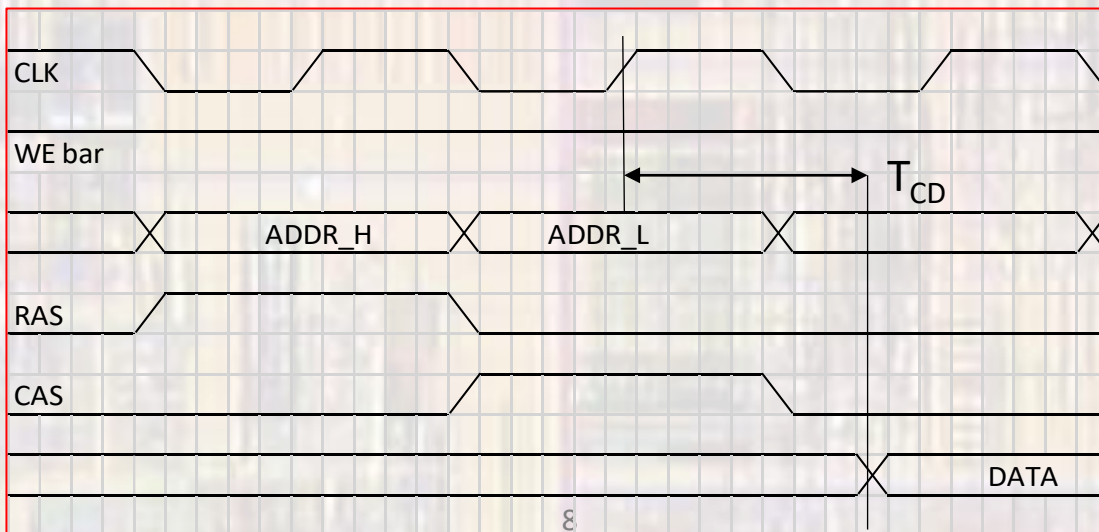 CLK
WE bar
T_CD
ADDR_H ADDR_L
RAS
CAS
DATA
8